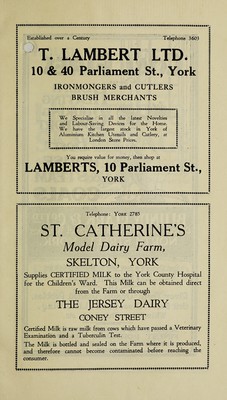 Established over a Century Telephone 3603
T. LAMBERT LTD.
10 & 40 Parliament St., York
IRONMONGERS and CUTLERS
BRUSH MERCHANTS
We Specialise in all the latest Novelties
and Labour-Saving Devices for the Home.
We have the largest stock in York of
Aluminium Kitchen Utensils and Cutlery, at
London Store Prices.
You require value for money, then shop at
LAMBERTS, 10 Parliament St.,
YORK
Telephone: YORK 2785
ST. CATHERINE'S
Model Dairy Farm,
SKELTON, YORK
Supplies CERTIFIED MILK to the York County Hospital
for the Children's Ward. This Milk can be obtained direct
from the Farm or through
THE JERSEY DAIRY
CONEY STREET
Certified Milk is raw milk from cows which have passed a Veterinary
Examination and a Tuberculin Test.
The Milk is bottled and sealed on the Farm where it is produced,
and therefore cannot become contaminated before reaching the
consumer.